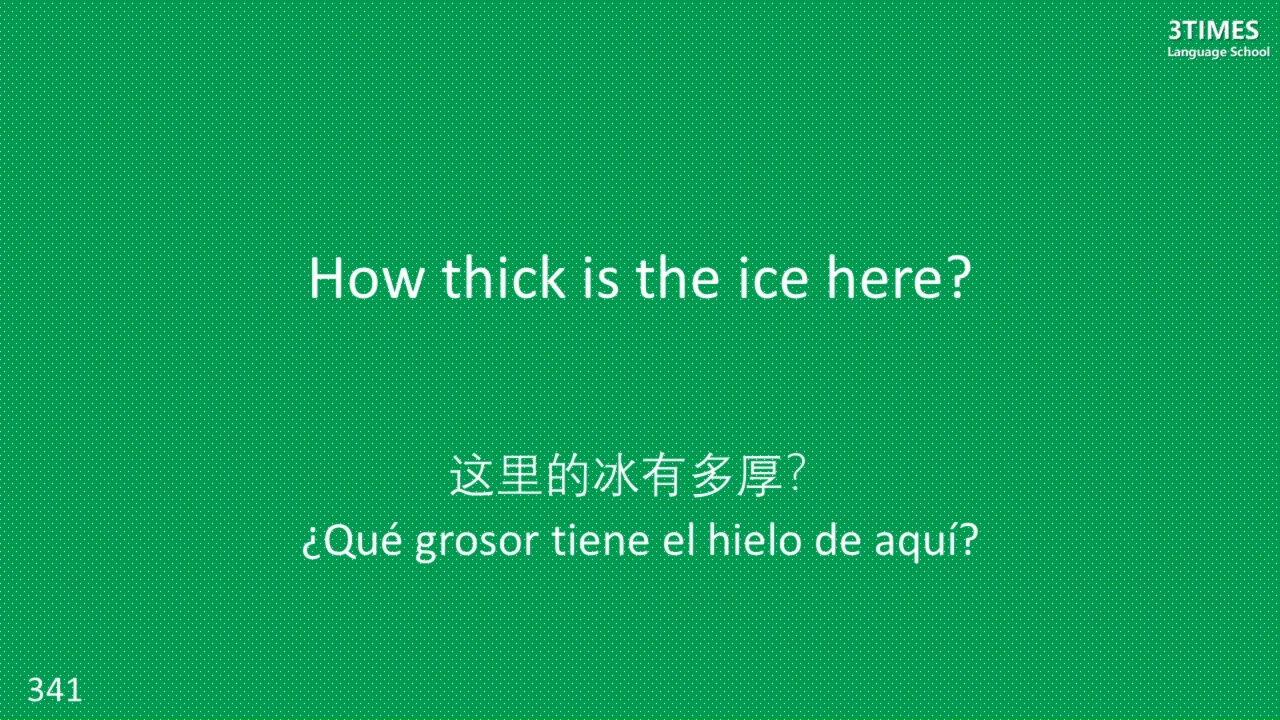 3TIMES
Language School
How thick is the ice here?
这里的冰有多厚?
¿Qué grosor tiene el hielo de aquí?
341